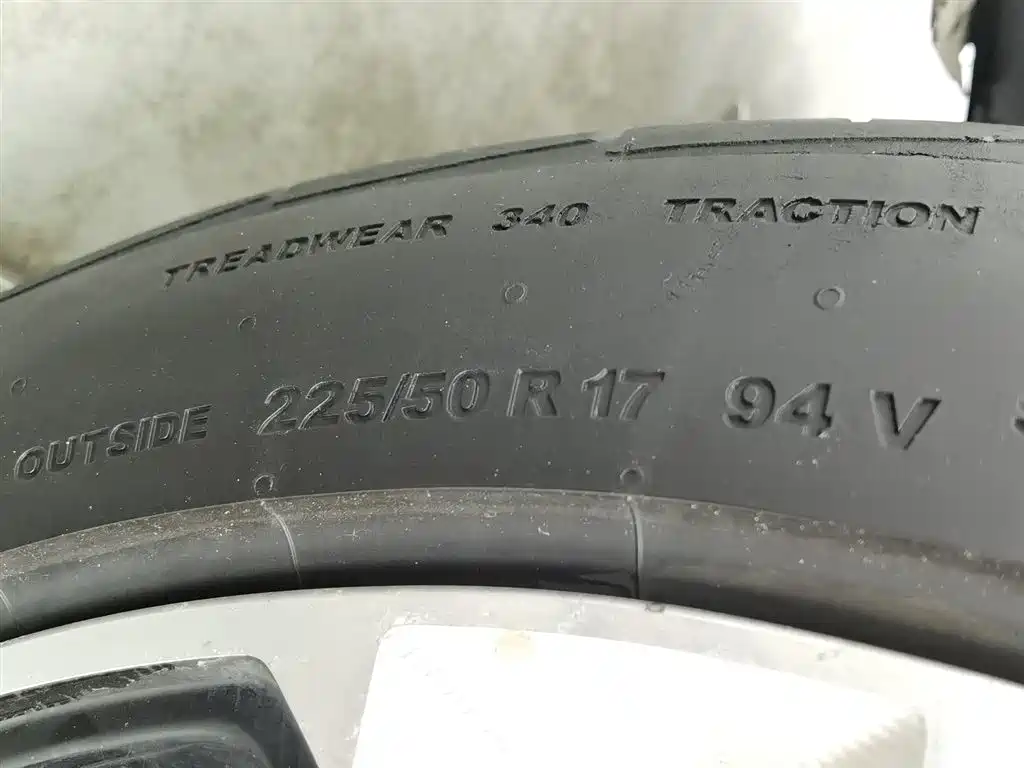 TREADWEAR 340 TRACTION
OUTSIDE 225/50 R 17 94 V